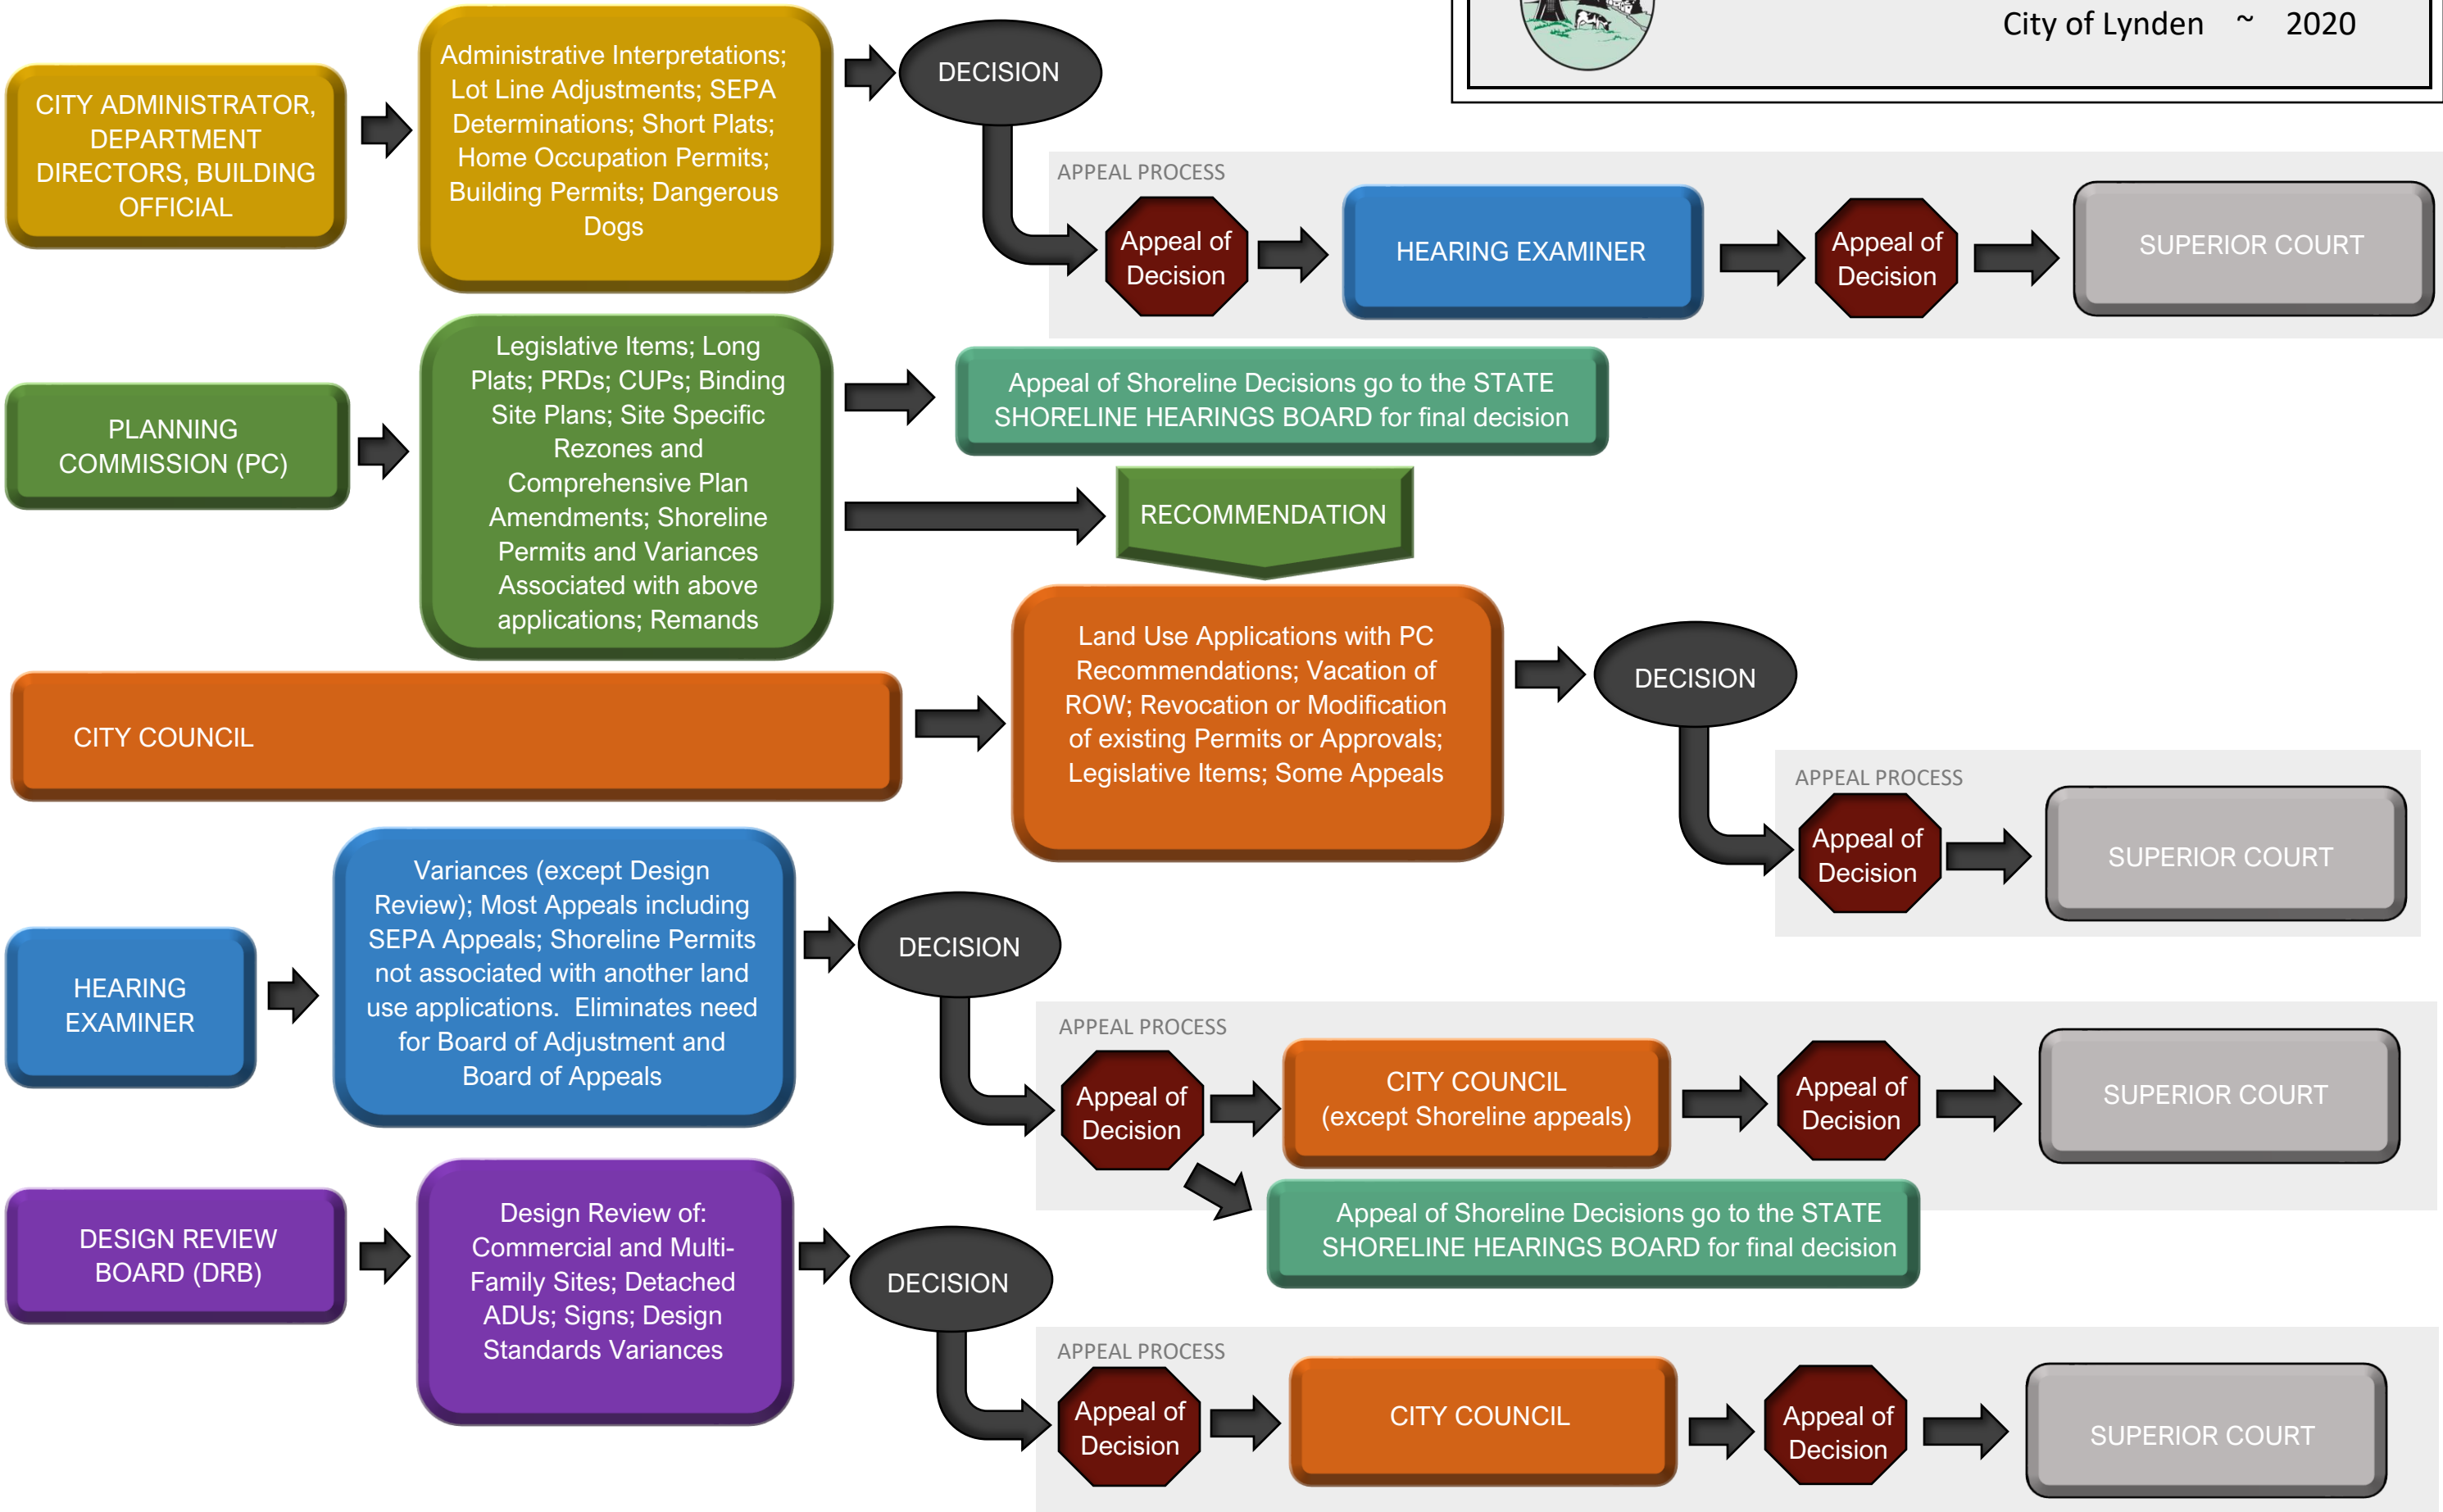 City of Lynden ~ 2020
CITY ADMINISTRATOR,
DEPARTMENT
DIRECTORS, BUILDING
OFFICIAL
Administrative Interpretations;
Lot Line Adjustments; SEPA
Determinations; Short Plats;
Home Occupation Permits;
Building Permits; Dangerous
Dogs
DECISION
APPEAL PROCESS
Appeal of
Decision
HEARING EXAMINER
Appeal of
Decision
SUPERIOR COURT
PLANNING
COMMISSION (PC)
Legislative Items; Long
Plats; PRDs; CUPs; Binding
Site Plans; Site Specific
Rezones and
Comprehensive Plan
Amendments; Shoreline
Permits and Variances
Associated with above
applications; Remands
Appeal of Shoreline Decisions go to the STATE
SHORELINE HEARINGS BOARD for final decision
RECOMMENDATION
CITY COUNCIL
Land Use Applications with PC
Recommendations; Vacation of
ROW; Revocation or Modification
of existing Permits or Approvals;
Legislative Items; Some Appeals
DECISION
APPEAL PROCESS
Appeal of
Decision
SUPERIOR COURT
HEARING
EXAMINER
Variances (except Design
Review); Most Appeals including
SEPA Appeals; Shoreline Permits
not associated with another land
use applications.  Eliminates need
for Board of Adjustment and
Board of Appeals
DECISION
APPEAL PROCESS
Appeal of
Decision
CITY COUNCIL
(except Shoreline appeals)
Appeal of
Decision
SUPERIOR COURT
Appeal of Shoreline Decisions go to the STATE
SHORELINE HEARINGS BOARD for final decision
DESIGN REVIEW
BOARD (DRB)
Design Review of:
Commercial and Multi-
Family Sites; Detached
ADUs; Signs; Design
Standards Variances
DECISION
APPEAL PROCESS
Appeal of
Decision
CITY COUNCIL
Appeal of
Decision
SUPERIOR COURT